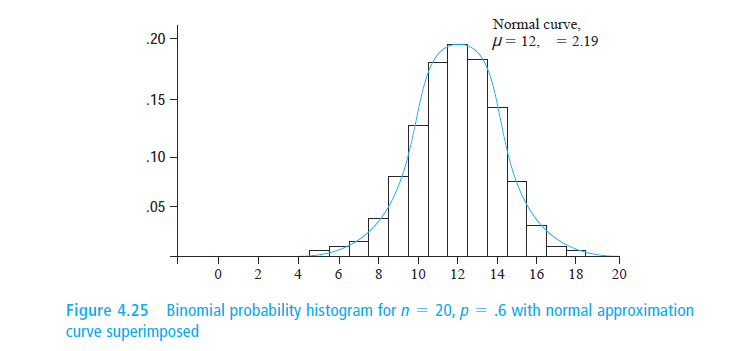 Normal curve,
μ = 12,   = 2.19
.20
.15
.10
.05
0 2 4 6 8 10 12 14 16 18 20
Figure 4.25 Binomial probability histogram for n = 20, p = .6 with normal approximation
curve superimposed